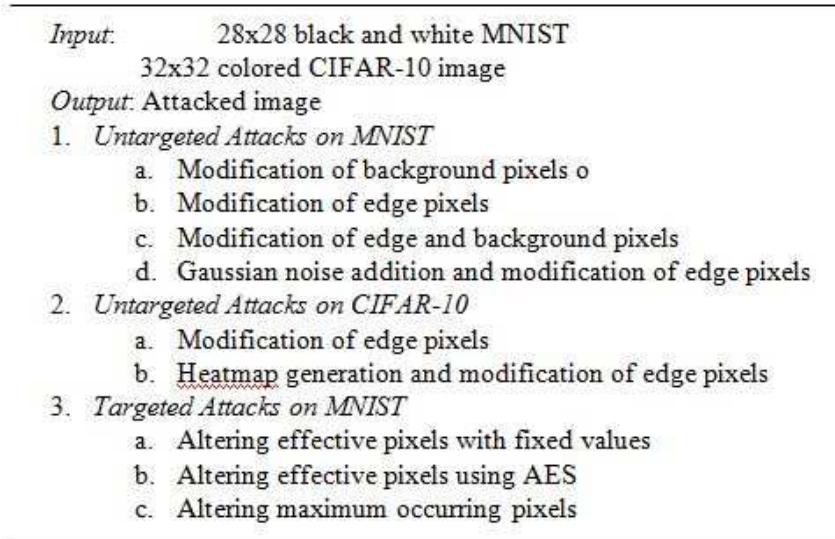 Input: 28x28 black and white MNIST
32x32 colored CIFAR-10 image
Output: Attacked image
1. Untargeted Attacks on MNIST
a. Modification of background pixels o
b. Modification of edge pixels
c. Modification of edge and background pixels
d. Gaussian noise addition and modification of edge pixels
2. Untargeted Attacks on CIFAR-10
a. Modification of edge pixels
b. Heatmap generation and modification of edge pixels
3. Targeted Attacks on MNIST
a. Altering effective pixels with fixed values
b. Altering effective pixels using AES
c. Altering maximum occurring pixels